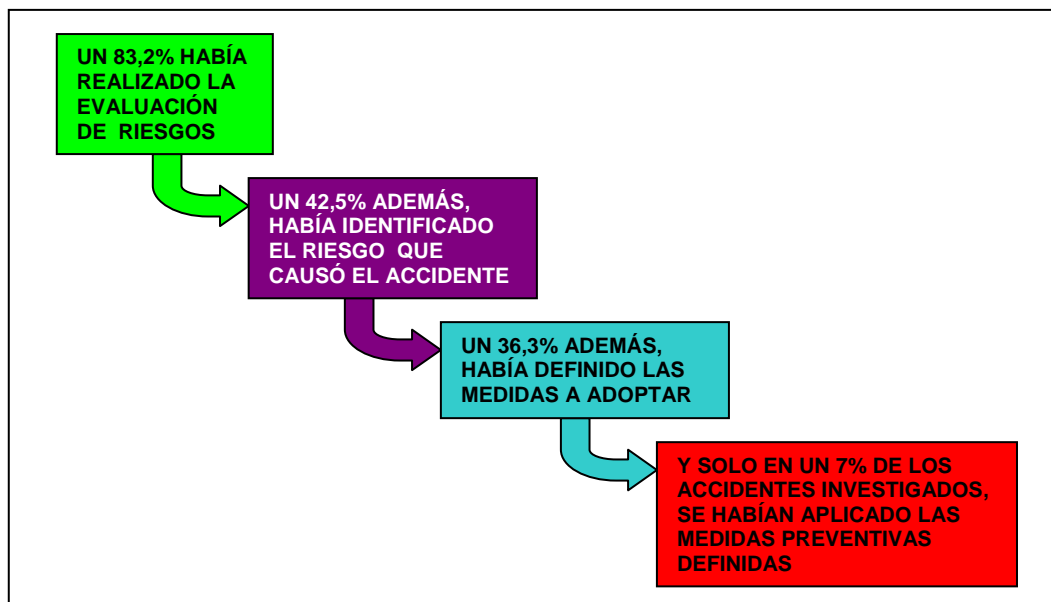 UN 83,2% HABÍA
REALIZADO LA
EVALUACIÓN
DE RIESGOS
UN 42,5% ADEMÁS,
HABÍA IDENTIFICADO
EL RIESGO QUE
CAUSÓ EL ACCIDENTE
UN 36,3% ADEMÁS,
HABÍA DEFINIDO LAS
MEDIDAS A ADOPTAR
Y SOLO EN UN 7% DE LOS
ACCIDENTES INVESTIGADOS,
SE HABÍAN APLICADO LAS
MEDIDAS PREVENTIVAS
DEFINIDAS